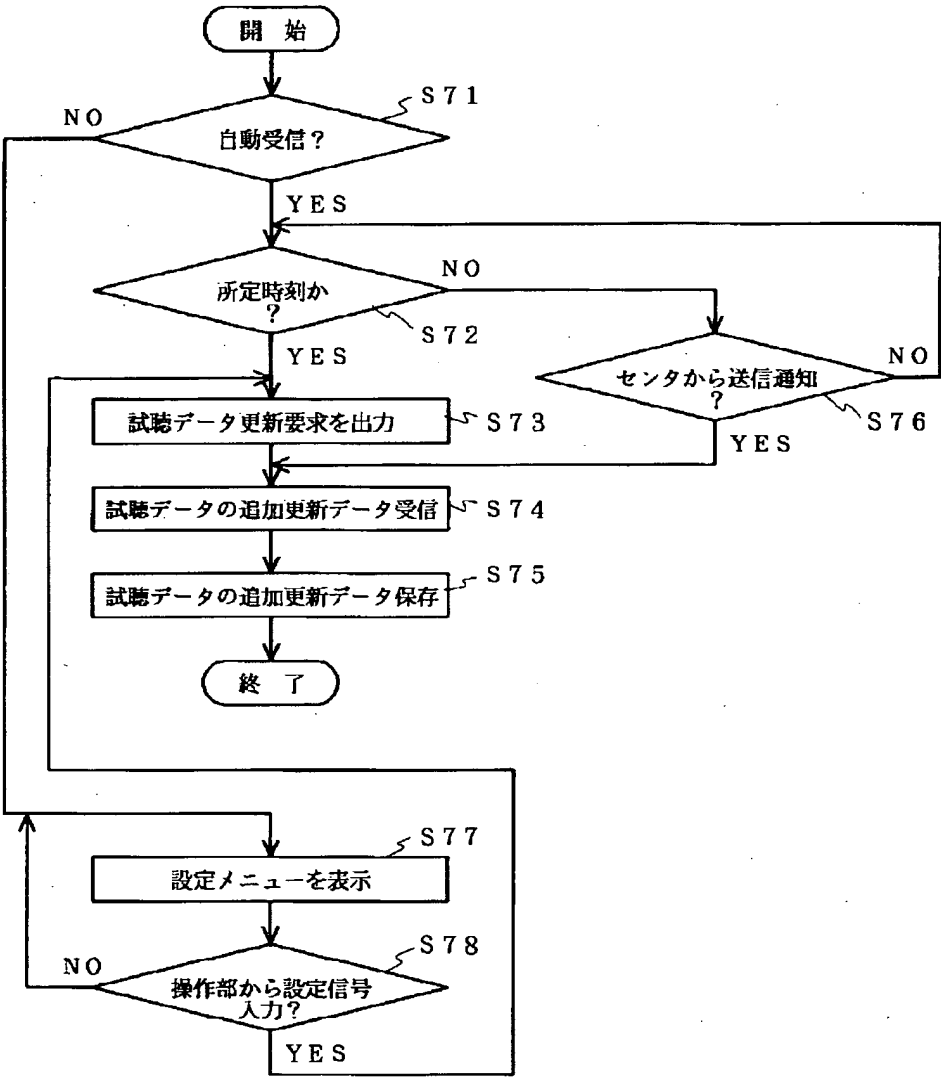 開 始
S71
NO
自動受信?
YES
NO
所定時刻か
?
S72
YES
NO
センタから送信通知
?
S76
試聴データ更新要求を出力
S73
YES
試聴データの追加更新データ受信
S74
S75
試聴データの追加更新データ保存
終 了
S77
設定メニューを表示
S78
NO
操作部から設定信号
入力?
YES